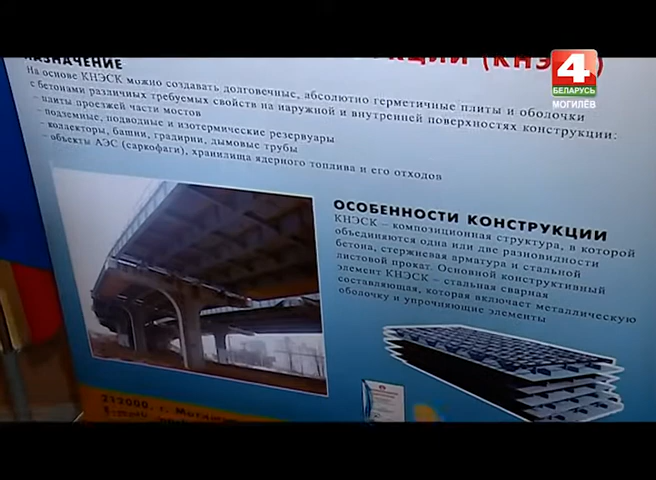 (КНЭСК)
НАЗНАЧЕНИЕ
На основе КНЭСК можно создавать долговечные, абсолютно герметичные плиты и оболочки
с бетонами различных требуемых свойств на наружной и внутренней поверхностях конструкции:
– плиты проезжей части мостов
– подземные, подводные и изотермические резервуары
– коллекторы, башни, градирни, дымовые трубы
– объекты АЭС (саркофаги), хранилища ядерного топлива и его отходов
ОСОБЕННОСТИ КОНСТРУКЦИИ
КНЭСК – композиционная структура, в которой
объединяются одна или две разновидности
бетона, стержневая арматура и стальной
листовой прокат. Основной конструктивный
элемент КНЭСК – стальная сварная
составляющая, которая включает металлическую
оболочку и упрочняющие элементы
212000, г.
4
БЕЛАРУСЬ
МОГИЛЁВ